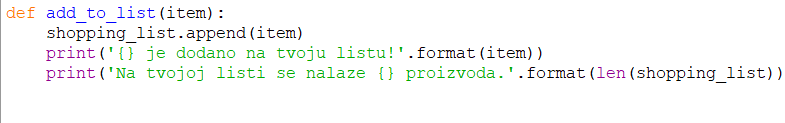 def add_to_list(item):
    shopping_list.append(item)
    print('{} je dodano na tvoju listu!'.format(item))
    print('Na tvojoj listi se nalaze {} proizvoda.'.format(len(shopping_list))